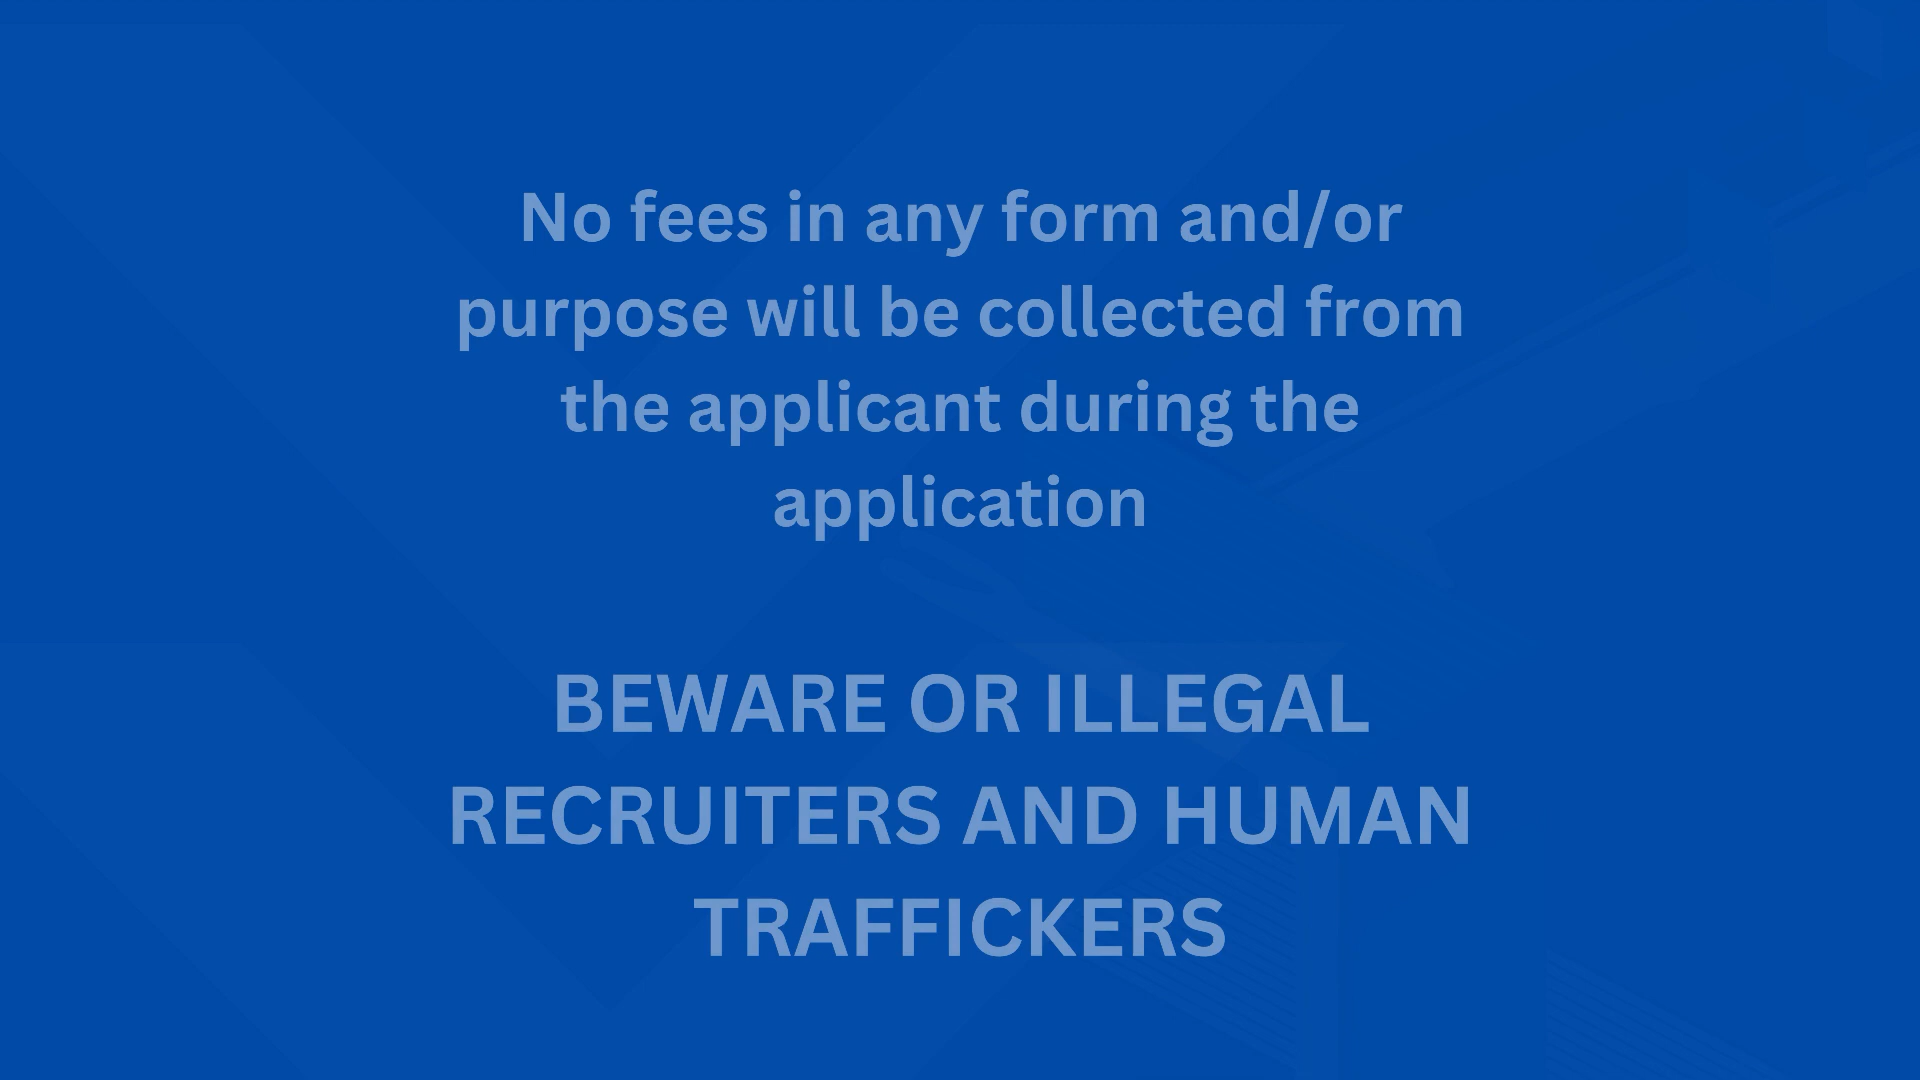 No fees in any form and/or
purpose will be collected from
the applicant during the
application
BEWARE OR ILLEGAL
RECRUITERS AND HUMAN
TRAFFICKERS